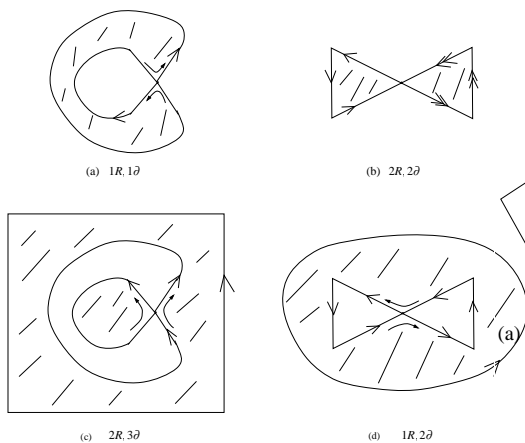 (a) 1R, 1∂
(b) 2R, 2∂
(a)
(c) 2R, 3∂
(d) 1R, 2∂